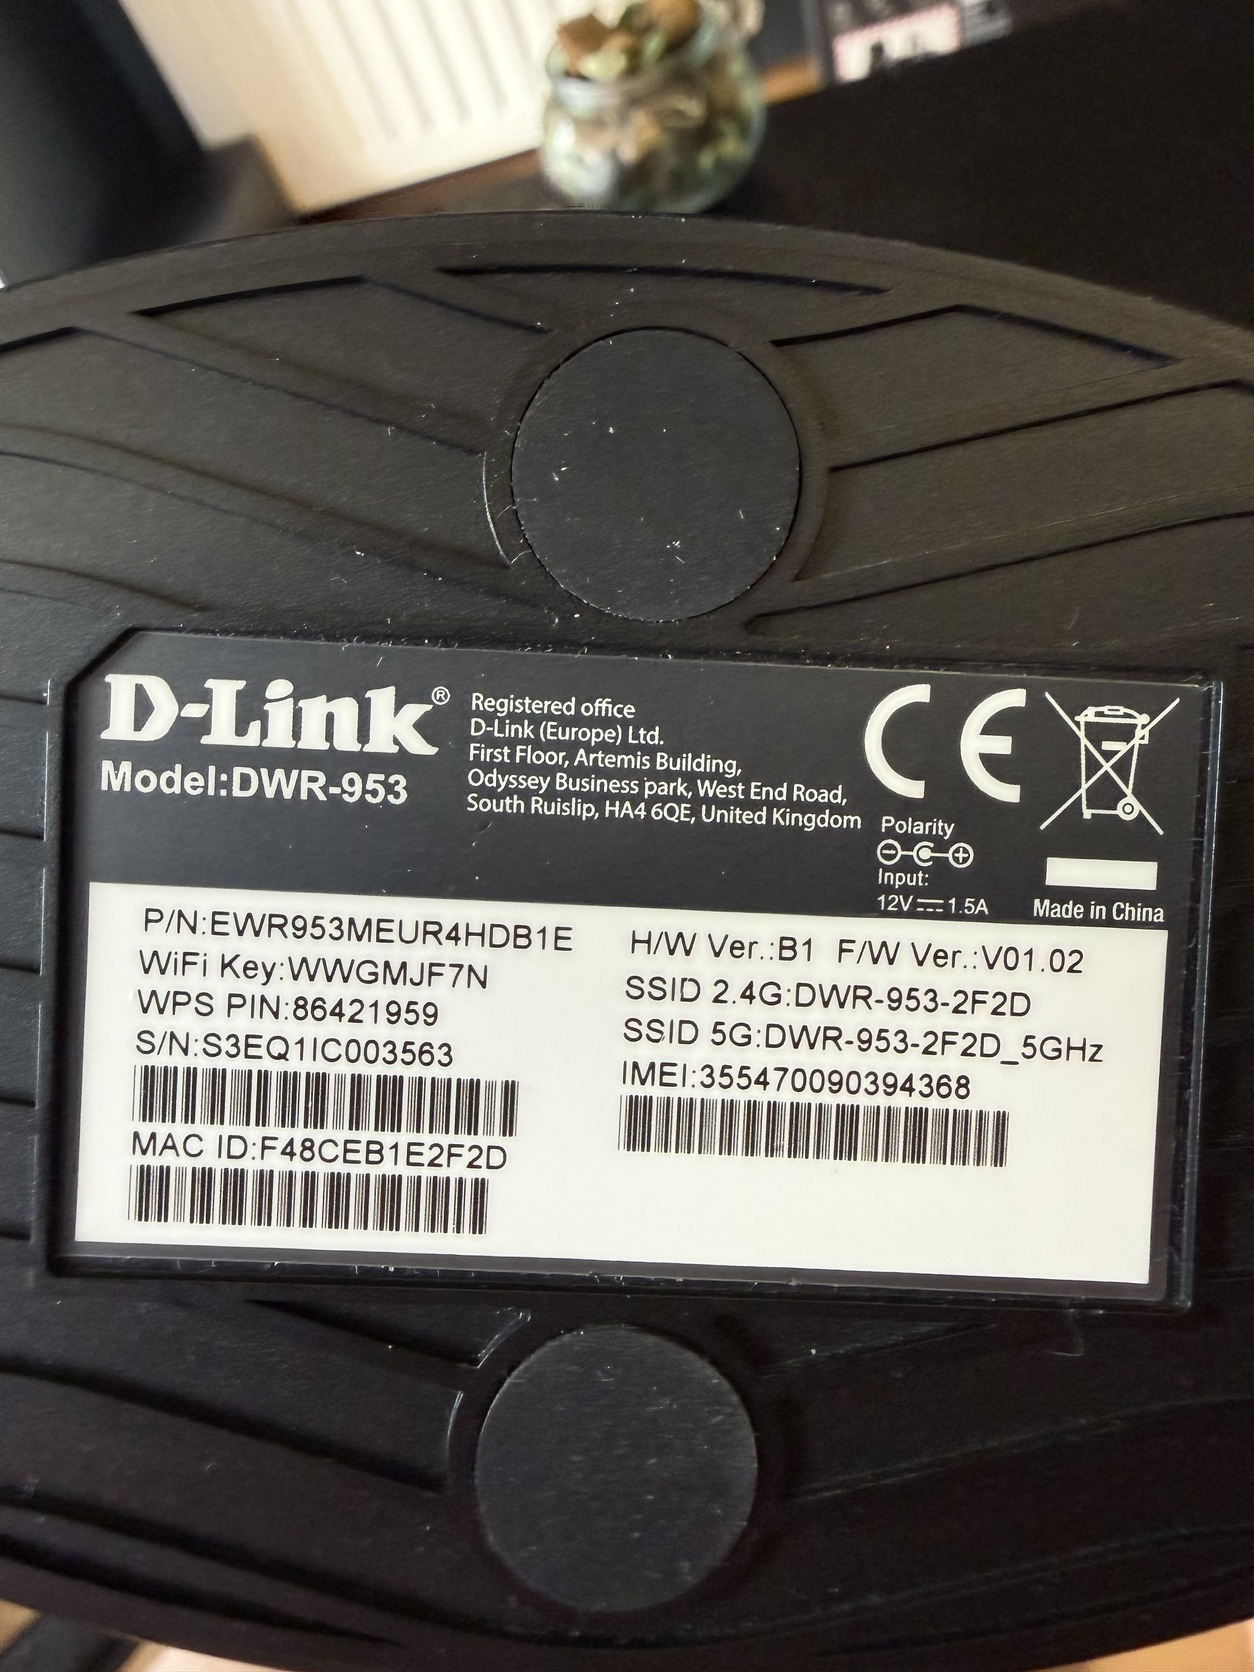 D-Link®
Model:DWR-953
Registered office
D-Link (Europe) Ltd.
First Floor, Artemis Building,
Odyssey Business park, West End Road,
South Ruislip, HA4 6QE, United Kingdom
CE
Polarity
Input:
12V⎓1.5A
Made in China
P/N:EWR953MEUR4HDB1E
WiFi Key:WWGMJF7N
WPS PIN:86421959
S/N:S3EQ1IC003563
MAC ID:F48CEB1E2F2D
H/W Ver.:B1 F/W Ver.:V01.02
SSID 2.4G:DWR-953-2F2D
SSID 5G:DWR-953-2F2D_5GHz
IMEI:355470090394368